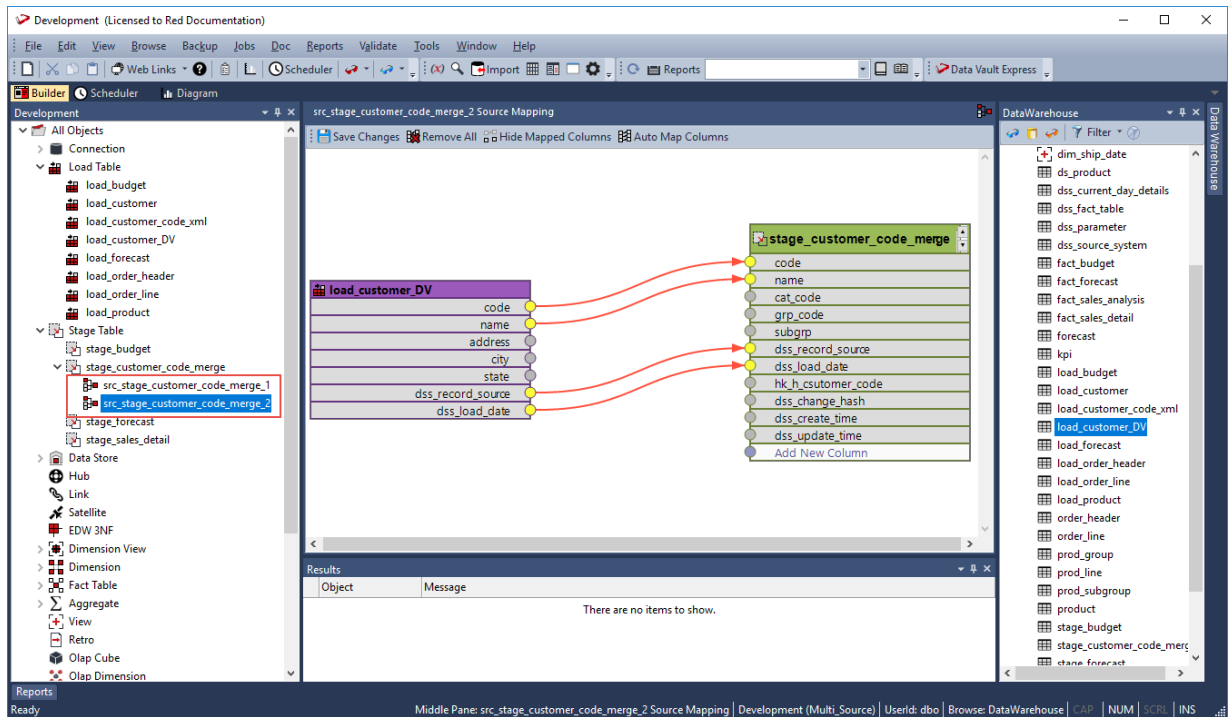 Development (Licensed to Red Documentation)
File Edit View Browse Backup Jobs Doc Reports Validate Tools Window Help
Web Links Scheduler (x) Import Reports Data Vault Express
Builder Scheduler Diagram
Development
All Objects
Connection
Load Table
load_budget
load_customer
load_customer_code_xml
load_customer_DV
load_forecast
load_order_header
load_order_line
load_product
Stage Table
stage_budget
stage_customer_code_merge
src_stage_customer_code_merge_1
src_stage_customer_code_merge_2
stage_forecast
stage_sales_detail
Data Store
Hub
Link
Satellite
EDW 3NF
Dimension View
Dimension
Fact Table
Aggregate
View
Retro
Olap Cube
Olap Dimension
src_stage_customer_code_merge_2 Source Mapping
Save Changes Remove All Hide Mapped Columns Auto Map Columns
load_customer_DV
code
name
address
city
state
dss_record_source
dss_load_date
stage_customer_code_merge
code
name
cat_code
grp_code
subgrp
dss_record_source
dss_load_date
hk_h_csutomer_code
dss_change_hash
dss_create_time
dss_update_time
Add New Column
Results
Object Message
There are no items to show.
DataWarehouse
Filter
dim_ship_date
ds_product
dss_current_day_details
dss_fact_table
dss_parameter
dss_source_system
fact_budget
fact_forecast
fact_sales_analysis
fact_sales_detail
forecast
kpi
load_budget
load_customer
load_customer_code_xml
load_customer_DV
load_forecast
load_order_header
load_order_line
load_product
order_header
order_line
prod_group
prod_line
prod_subgroup
product
stage_budget
stage_customer_code_merg
stage_forecast
Data Warehouse
Reports
Ready Middle Pane: src_stage_customer_code_merge_2 Source Mapping Development (Multi_Source) UserId: dbo Browse: DataWarehouse CAP NUM SCRL INS